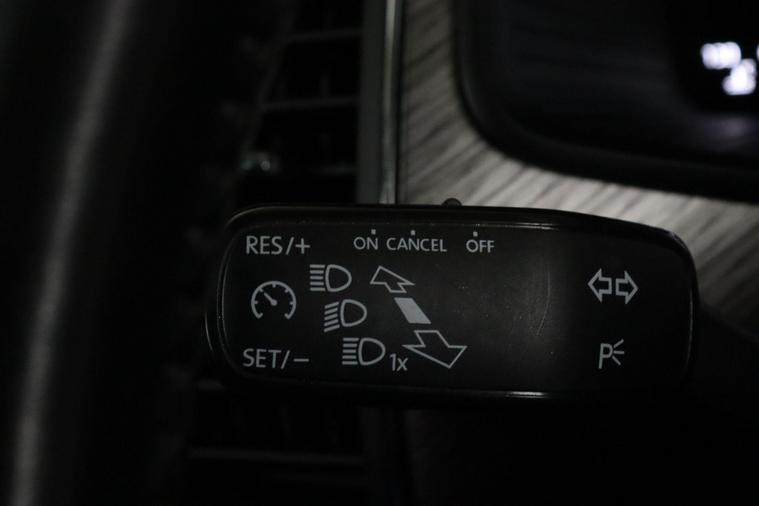 RES/+ ON CANCEL OFF
SET/− 1x
P